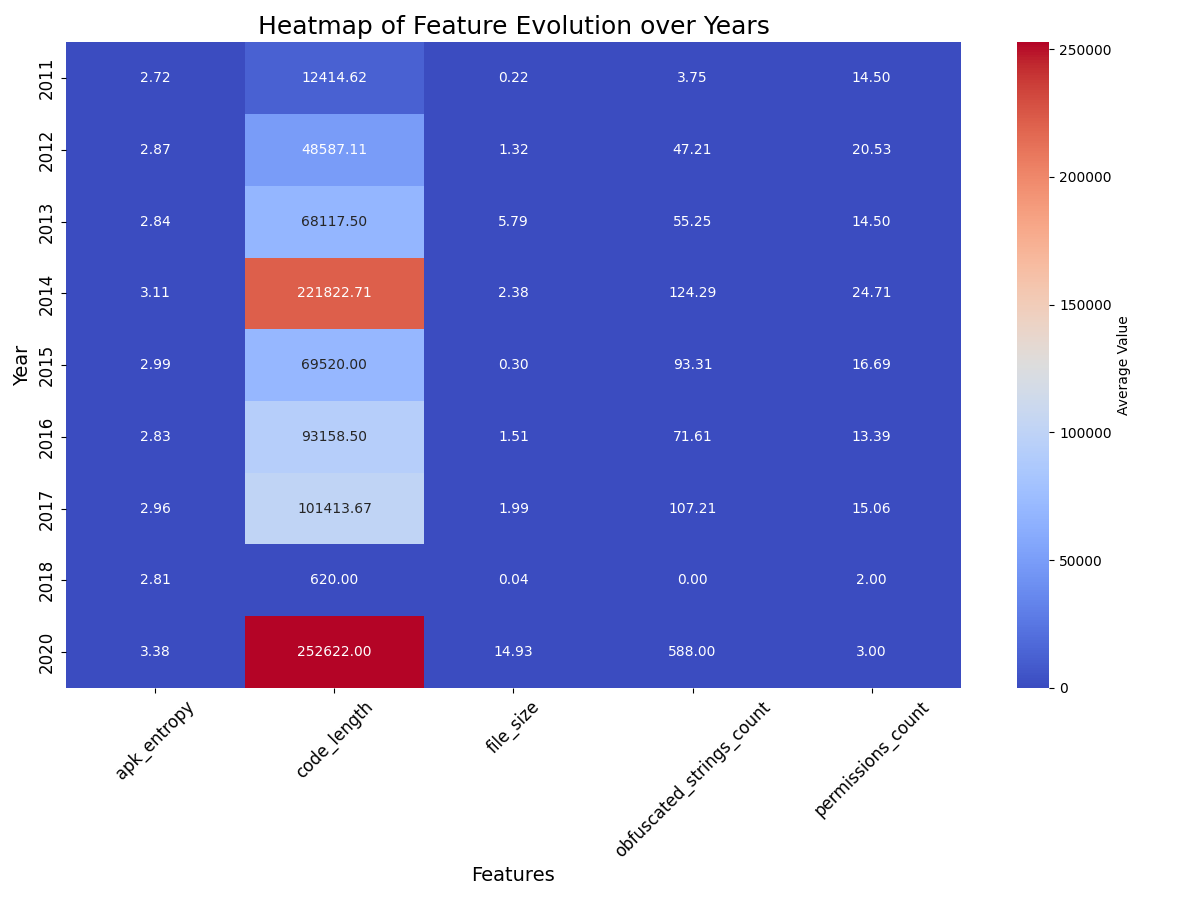 Heatmap of Feature Evolution over Years
2011 2.72 12414.62 0.22 3.75 14.50
2012 2.87 48587.11 1.32 47.21 20.53
2013 2.84 68117.50 5.79 55.25 14.50
2014 3.11 221822.71 2.38 124.29 24.71
2015 2.99 69520.00 0.30 93.31 16.69
2016 2.83 93158.50 1.51 71.61 13.39
2017 2.96 101413.67 1.99 107.21 15.06
2018 2.81 620.00 0.04 0.00 2.00
2020 3.38 252622.00 14.93 588.00 3.00
Year
apk_entropy code_length file_size obfuscated_strings_count permissions_count
Features
250000
200000
150000
100000
50000
0
Average Value